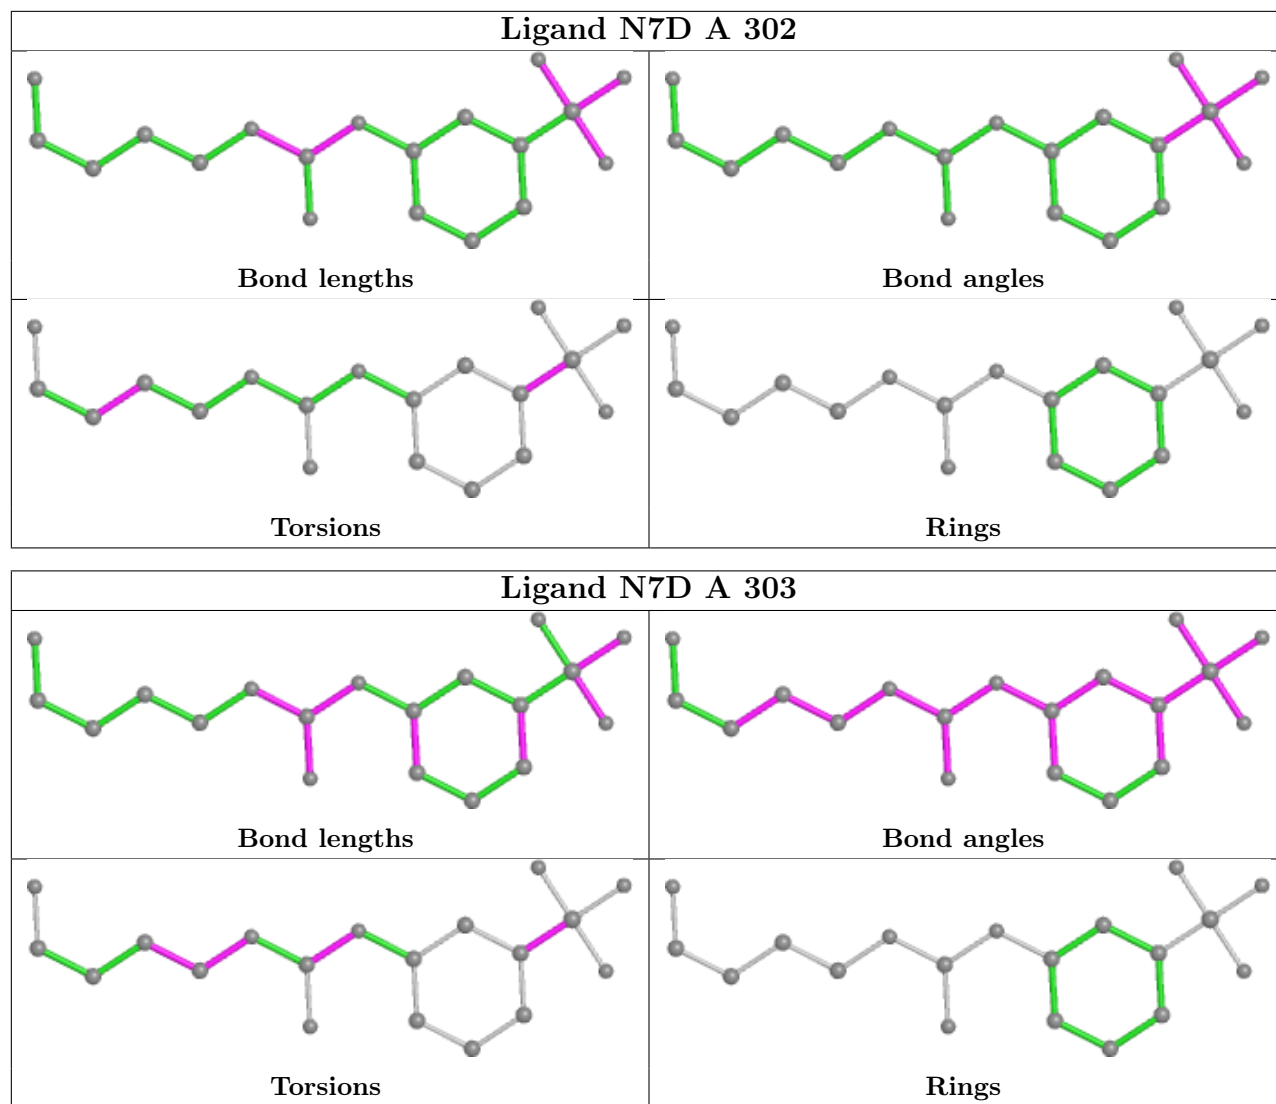 Ligand N7D A 302
Bond lengths
Bond angles
Torsions
Rings
Ligand N7D A 303
Bond lengths
Bond angles
Torsions
Rings